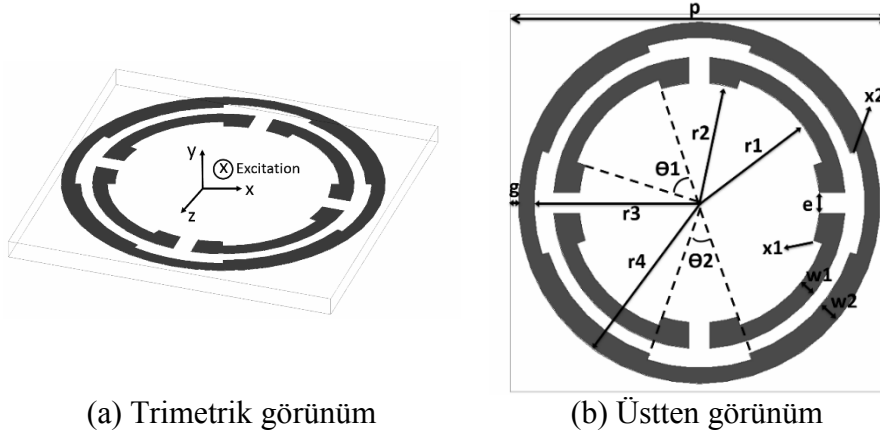 y
X Excitation
x
z
p
x2
r2
r1
ϴ1
g
e
r3
x1
r4
ϴ2
w1
w2
(a) Trimetrik görünüm
(b) Üstten görünüm